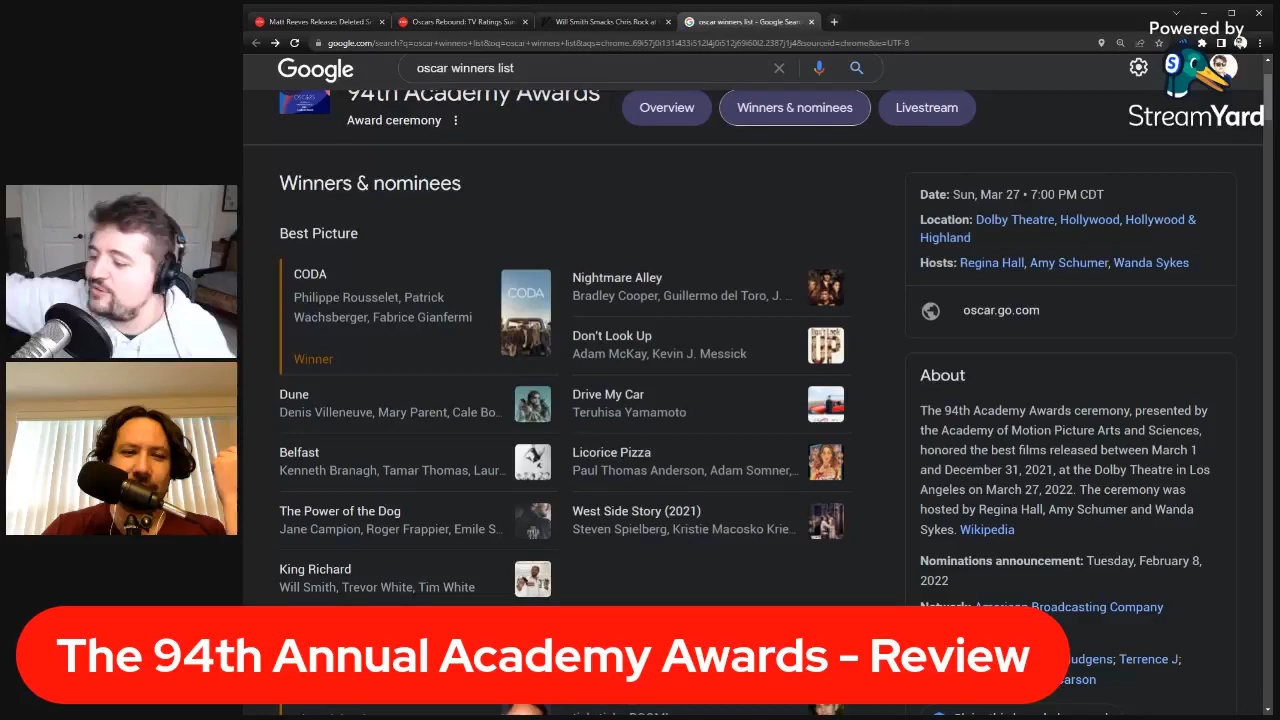 Matt Reeves Releases Deleted S
Oscars Rebound: TV Ratings Sur
Will Smith Smacks Chris Rock at
oscar winners list - Google Sear
Powered by
StreamYard
google.com/search?q=oscar+winners+list&oq=oscar+winners+list&aqs=chrome..69i57j0i131i433i512l4j0i512j69i60l2.2387j1j4&sourceid=chrome&ie=UTF-8
Google
oscar winners list
94th Academy Awards
Award ceremony
Overview
Winners & nominees
Livestream
Winners & nominees
Best Picture
CODA
Philippe Rousselet, Patrick
Wachsberger, Fabrice Gianfermi
Winner
CODA
Nightmare Alley
Bradley Cooper, Guillermo del Toro, J. ...
Don't Look Up
Adam McKay, Kevin J. Messick
Dune
Denis Villeneuve, Mary Parent, Cale Bo...
Drive My Car
Teruhisa Yamamoto
Belfast
Kenneth Branagh, Tamar Thomas, Laur...
Licorice Pizza
Paul Thomas Anderson, Adam Somner,...
The Power of the Dog
Jane Campion, Roger Frappier, Emile S...
West Side Story (2021)
Steven Spielberg, Kristie Macosko Krie...
King Richard
Will Smith, Trevor White, Tim White
Date: Sun, Mar 27 • 7:00 PM CDT
Location: Dolby Theatre, Hollywood, Hollywood &
Highland
Hosts: Regina Hall, Amy Schumer, Wanda Sykes
oscar.go.com
About
The 94th Academy Awards ceremony, presented by
the Academy of Motion Picture Arts and Sciences,
honored the best films released between March 1
and December 31, 2021, at the Dolby Theatre in Los
Angeles on March 27, 2022. The ceremony was
hosted by Regina Hall, Amy Schumer and Wanda
Sykes. Wikipedia
Nominations announcement: Tuesday, February 8,
2022
Network: American Broadcasting Company
udgens; Terrence J;
arson
The 94th Annual Academy Awards - Review